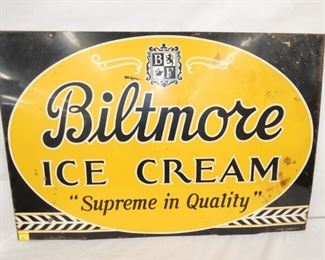 B F
Biltmore
ICE CREAM
"Supreme in Quality"